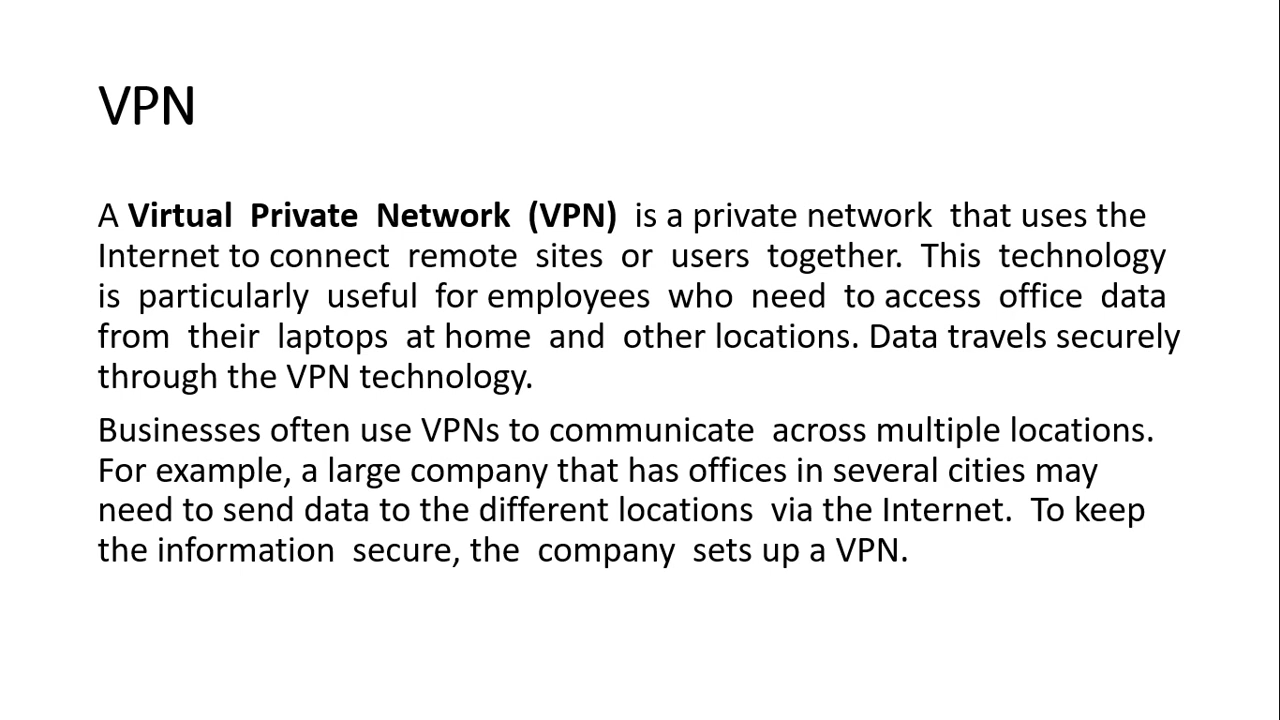 VPN
A Virtual Private Network (VPN) is a private network that uses the
Internet to connect remote sites or users together. This technology
is particularly useful for employees who need to access office data
from their laptops at home and other locations. Data travels securely
through the VPN technology.
Businesses often use VPNs to communicate across multiple locations.
For example, a large company that has offices in several cities may
need to send data to the different locations via the Internet. To keep
the information secure, the company sets up a VPN.